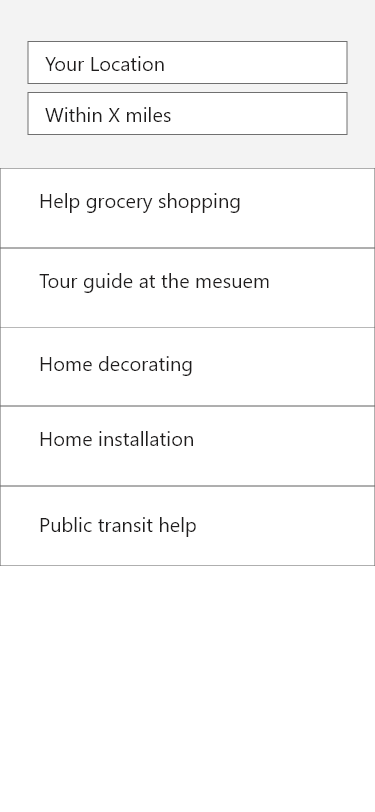 Your Location
Within X miles
Help grocery shopping
Tour guide at the mesuem
Home decorating
Home installation
Public transit help